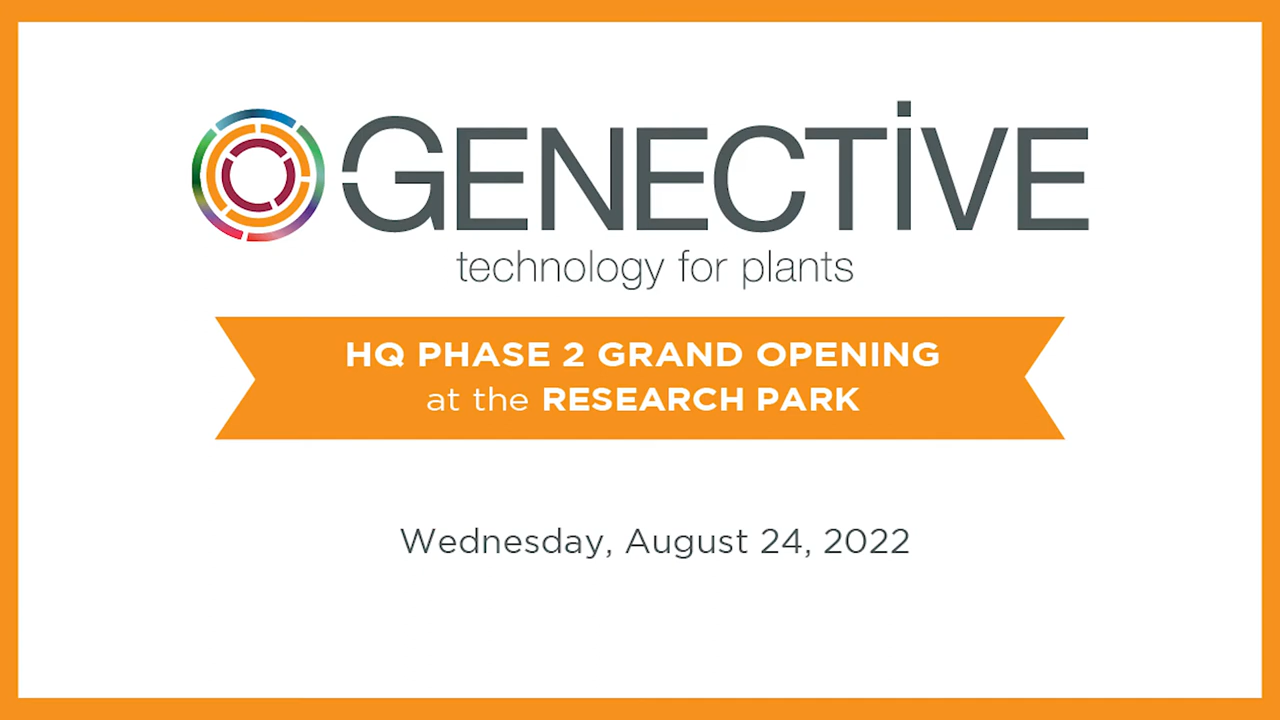 GENECTiVE
technology for plants
HQ PHASE 2 GRAND OPENING
at the RESEARCH PARK
Wednesday, August 24, 2022